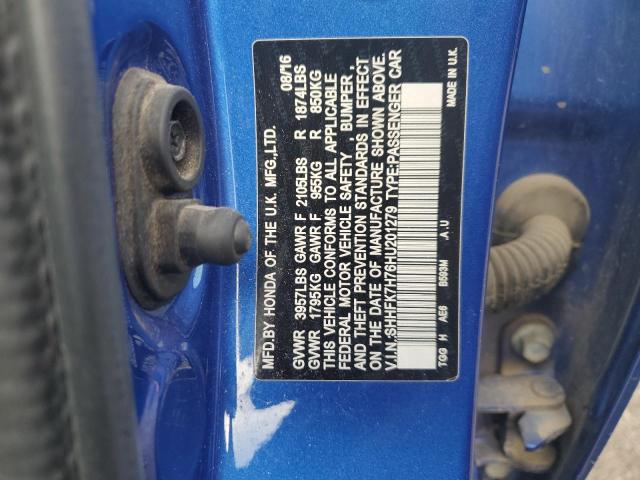 MFD.BY HONDA OF THE U.K. MFG.,LTD. 08/16
GVWR 3957LBS GAWR F 2105LBS R 1874LBS
GVWR 1795KG GAWR F 955KG R 850KG
THIS VEHICLE CONFORMS TO ALL APPLICABLE
FEDERAL MOTOR VEHICLE SAFETY , BUMPER ,
AND THEFT PREVENTION STANDARDS IN EFFECT
ON THE DATE OF MANUFACTURE SHOWN ABOVE.
V.I.N.:SHHFK7H76HU201279 TYPE:PASSENGER CAR
TGG H AE6 B593M .A.U MADE IN U.K.